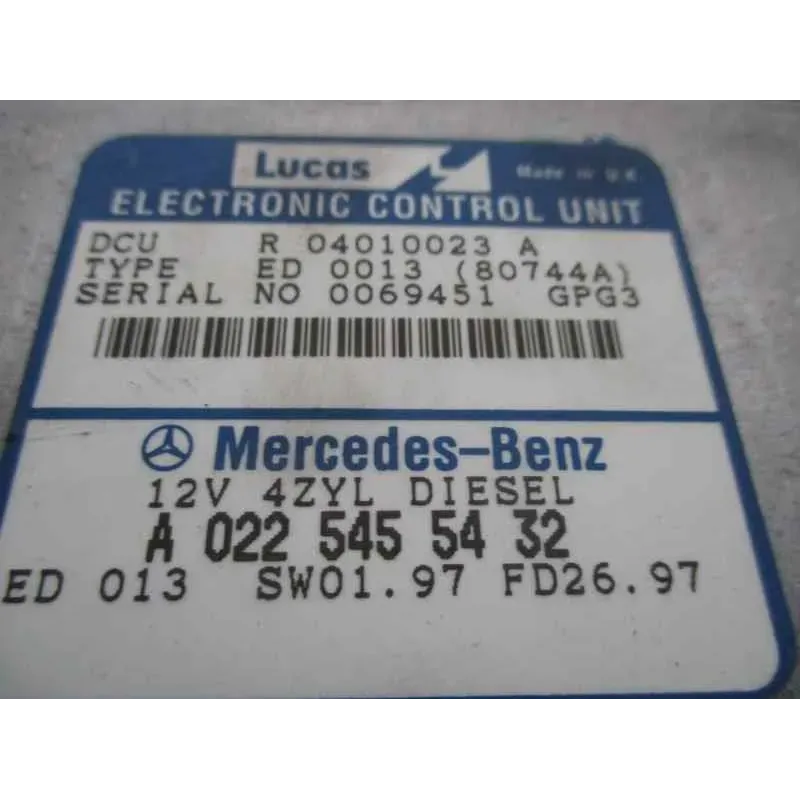 Lucas
Made in U.K.
ELECTRONIC CONTROL UNIT
DCU R 04010023 A
TYPE ED 0013 (80744A)
SERIAL NO 0069451 GPG3
Mercedes-Benz
12V 4ZYL DIESEL
A 022 545 54 32
ED 013 SW01.97 FD26.97